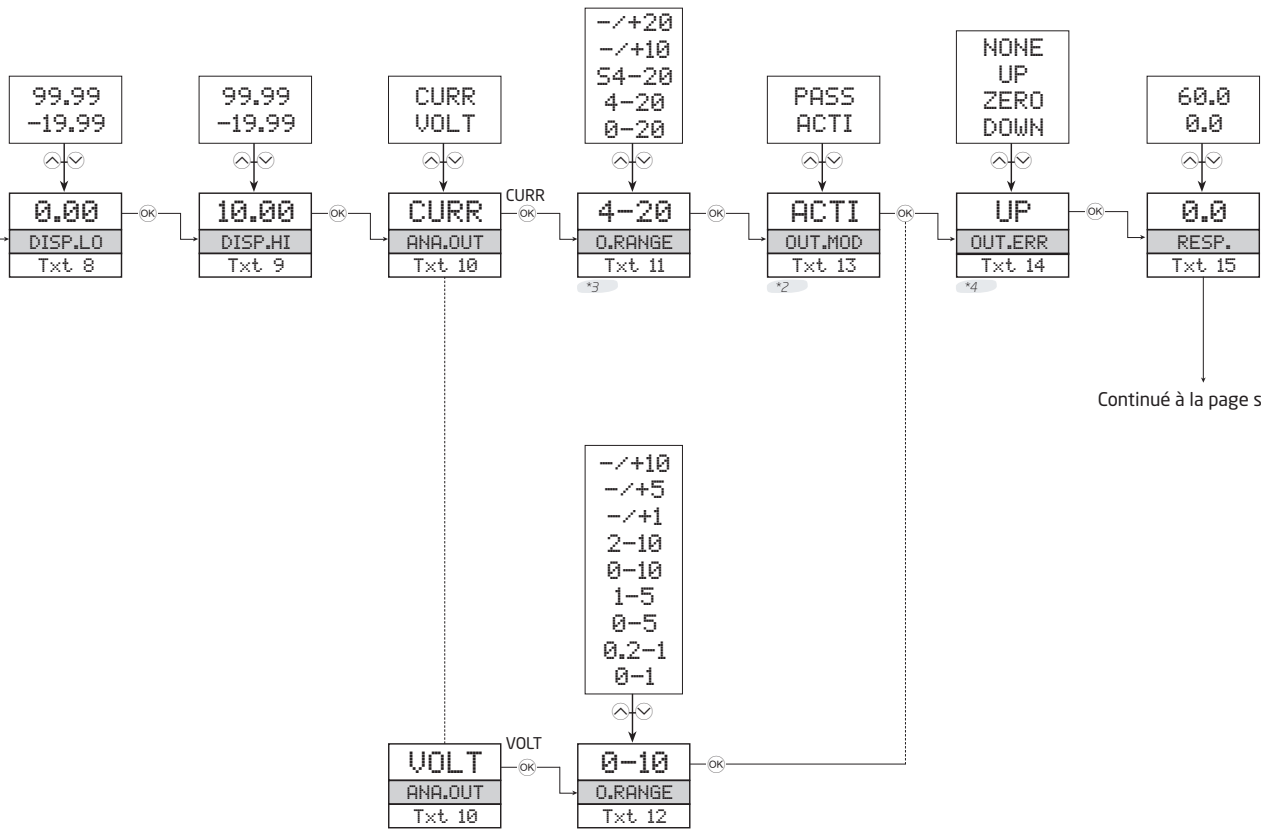 99.99
-19.99
0.00
DISP.LO
Txt 8
OK
99.99
-19.99
10.00
DISP.HI
Txt 9
OK
CURR
VOLT
CURR
ANA.OUT
Txt 10
CURR
OK
-/+20
-/+10
S4-20
4-20
0-20
4-20
O.RANGE
Txt 11
*3
OK
PASS
ACTI
ACTI
OUT.MOD
Txt 13
*2
OK
NONE
UP
ZERO
DOWN
UP
OUT.ERR
Txt 14
*4
OK
60.0
0.0
0.0
RESP.
Txt 15
Continué à la page s
VOLT
ANA.OUT
Txt 10
VOLT
OK
-/+10
-/+5
-/+1
2-10
0-10
1-5
0-5
0.2-1
0-1
0-10
O.RANGE
Txt 12
OK